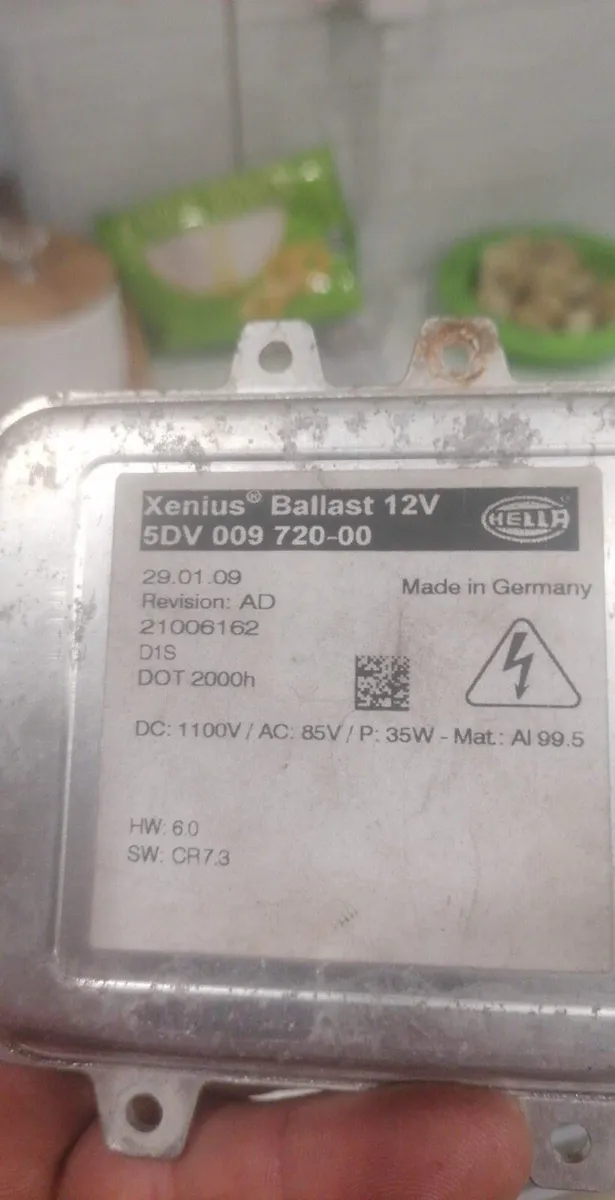 Xenius® Ballast 12V
5DV 009 720-00
HELLA
29.01.09
Made in Germany
Revision: AD
21006162
D1S
DOT 2000h
DC: 1100V / AC: 85V / P: 35W - Mat.: Al 99.5
HW: 6.0
SW: CR7.3